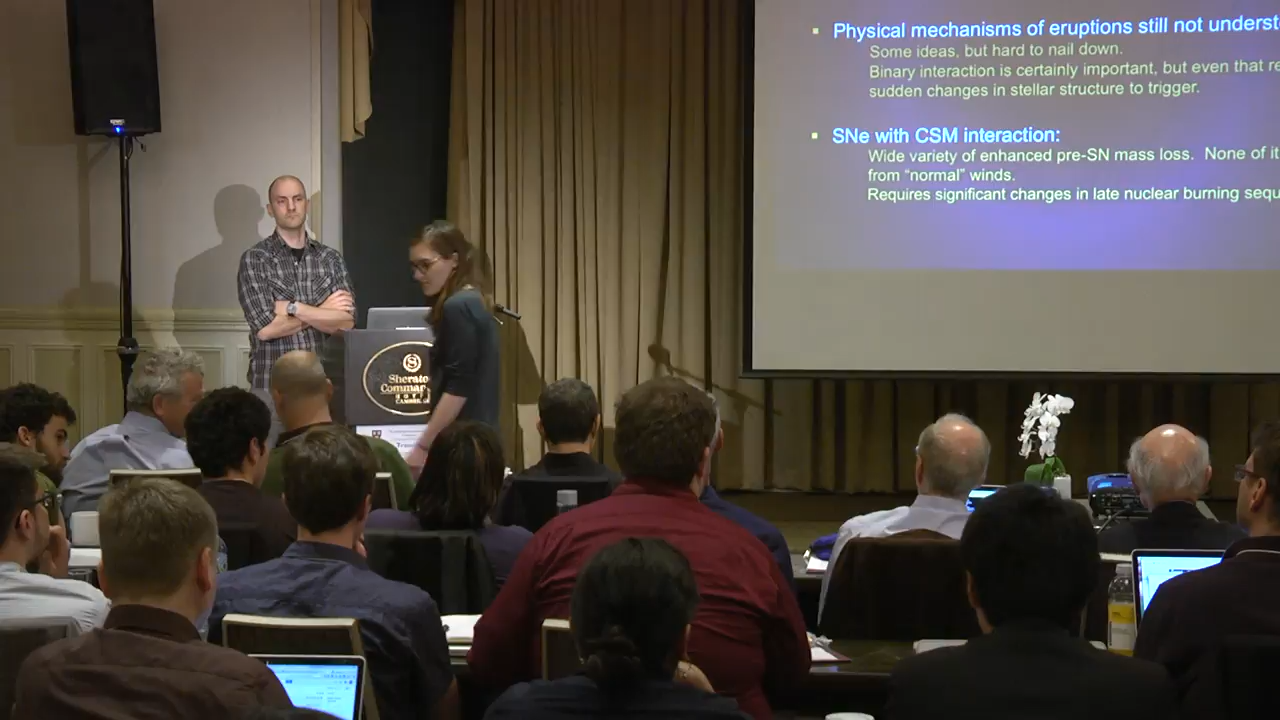 Physical mechanisms of eruptions still not underst
Some ideas, but hard to nail down.
Binary interaction is certainly important, but even that re
sudden changes in stellar structure to trigger.
SNe with CSM interaction:
Wide variety of enhanced pre-SN mass loss. None of it
from “normal” winds.
Requires significant changes in late nuclear burning sequ
S
Sherato
Comman